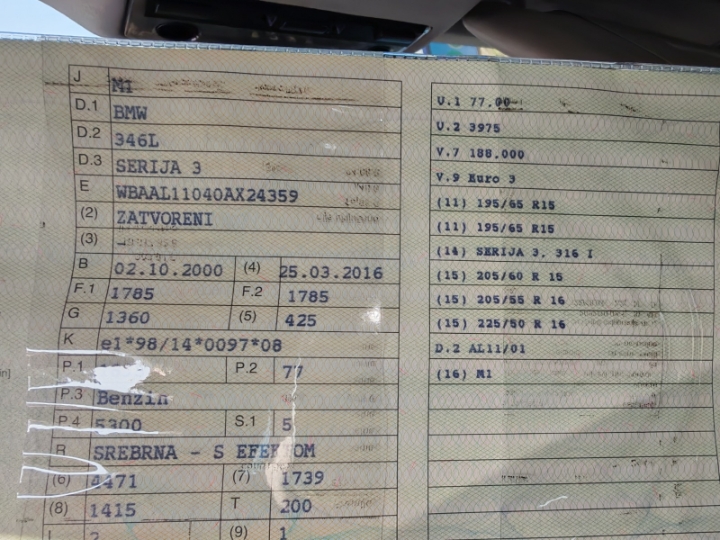 J M1
D.1 BMW
D.2 346L
D.3 SERIJA 3
E WBAAL11040AX24359
(2) ZATVORENI
(3) -
B 02.10.2000 (4) 25.03.2016
F.1 1785 F.2 1785
G 1360 (5) 425
K e1*98/14*0097*08
P.1 P.2 77
P.3 Benzin
P.4 5300 S.1 5
R SREBRNA - S EFEKTOM
(6) 4471 (7) 1739
(8) 1415 T 200
L 2 (9) 1
V.1 77.00
V.2 3975
V.7 188.000
V.9 Euro 3
(11) 195/65 R15
(11) 195/65 R15
(14) SERIJA 3, 316 I
(15) 205/60 R 15
(15) 205/55 R 16
(15) 225/50 R 16
D.2 AL11/01
(16) M1